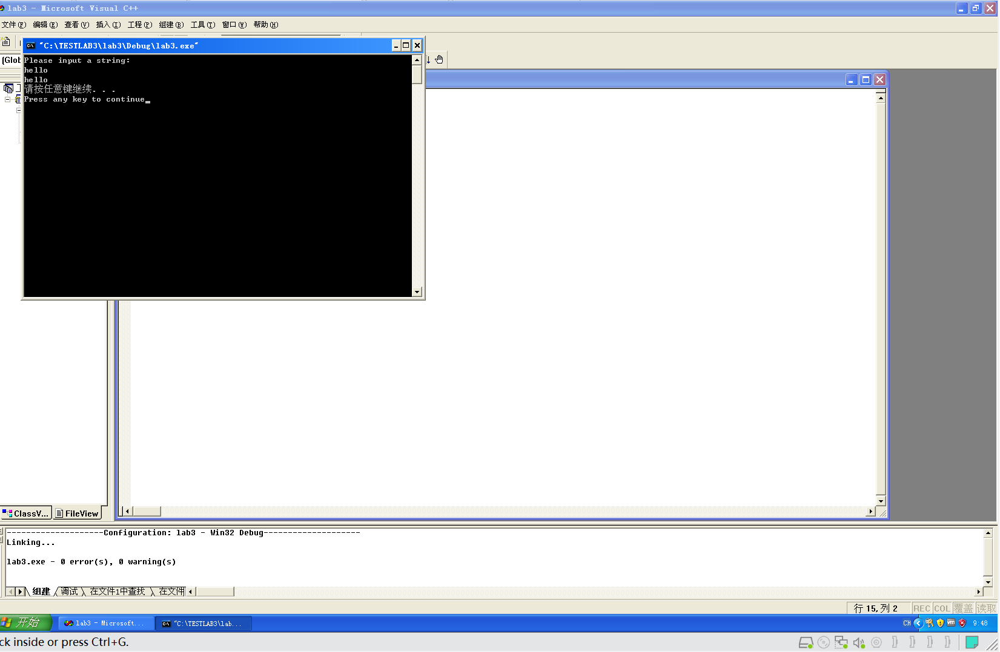 lab3 - Microsoft Visual C++
文件(F) 编辑(E) 查看(V) 插入(I) 工程(P) 组建(B) 工具(T) 窗口(W) 帮助(H)
"C:\TESTLAB3\lab3\Debug\lab3.exe"
(Glob
Please input a string:
hello
hello
请按任意键继续. . .
Press any key to continue
ClassV... FileView
--------------------Configuration: lab3 - Win32 Debug--------------------
Linking...
lab3.exe - 0 error(s), 0 warning(s)
组建 调试 在文件1中查找 在文件
行 15,列 2 REC COL 覆盖 读取
开始 lab3 - Microsoft... "C:\TESTLAB3\lab... CH 9:48
ck inside or press Ctrl+G.